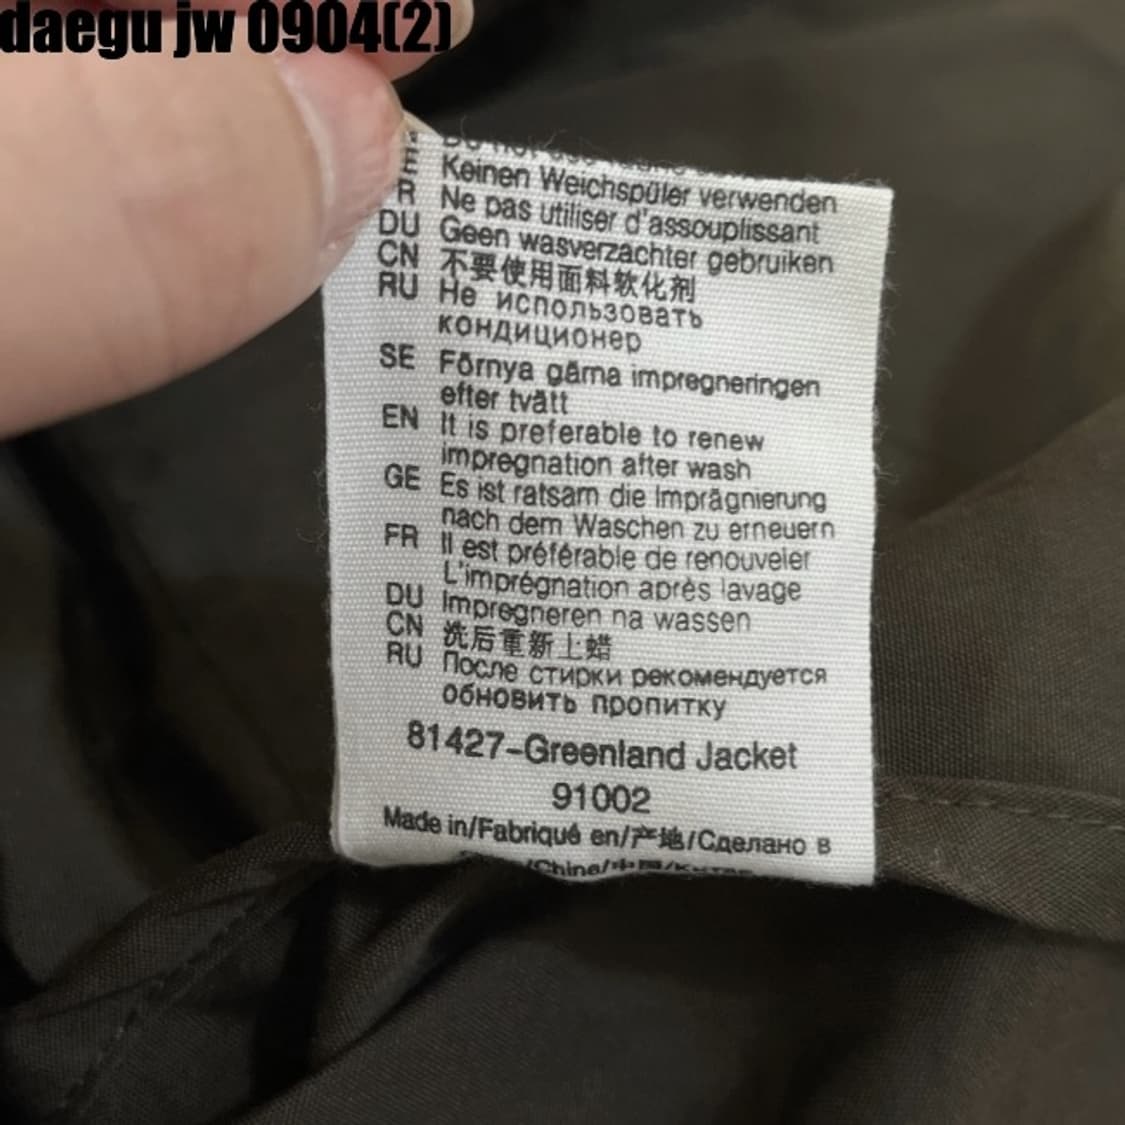 daegu jw 0904(2)
E Keinen Weichspüler verwenden
R Ne pas utiliser d'assouplissant
DU Geen wasverzachter gebruiken
CN 不要使用面料软化剂
RU Не использовать
кондиционер
SE Förnya gärna impregneringen
efter tvätt
EN It is preferable to renew
impregnation after wash
GE Es ist ratsam die Imprägnierung
nach dem Waschen zu erneuern
FR Il est préférable de renouveler
L'imprégnation après lavage
DU Impregneren na wassen
CN 洗后重新上蜡
RU После стирки рекомендуется
обновить пропитку
81427-Greenland Jacket
91002
Made in/Fabriqué en/产地/Сделано в
/Chine/中国/